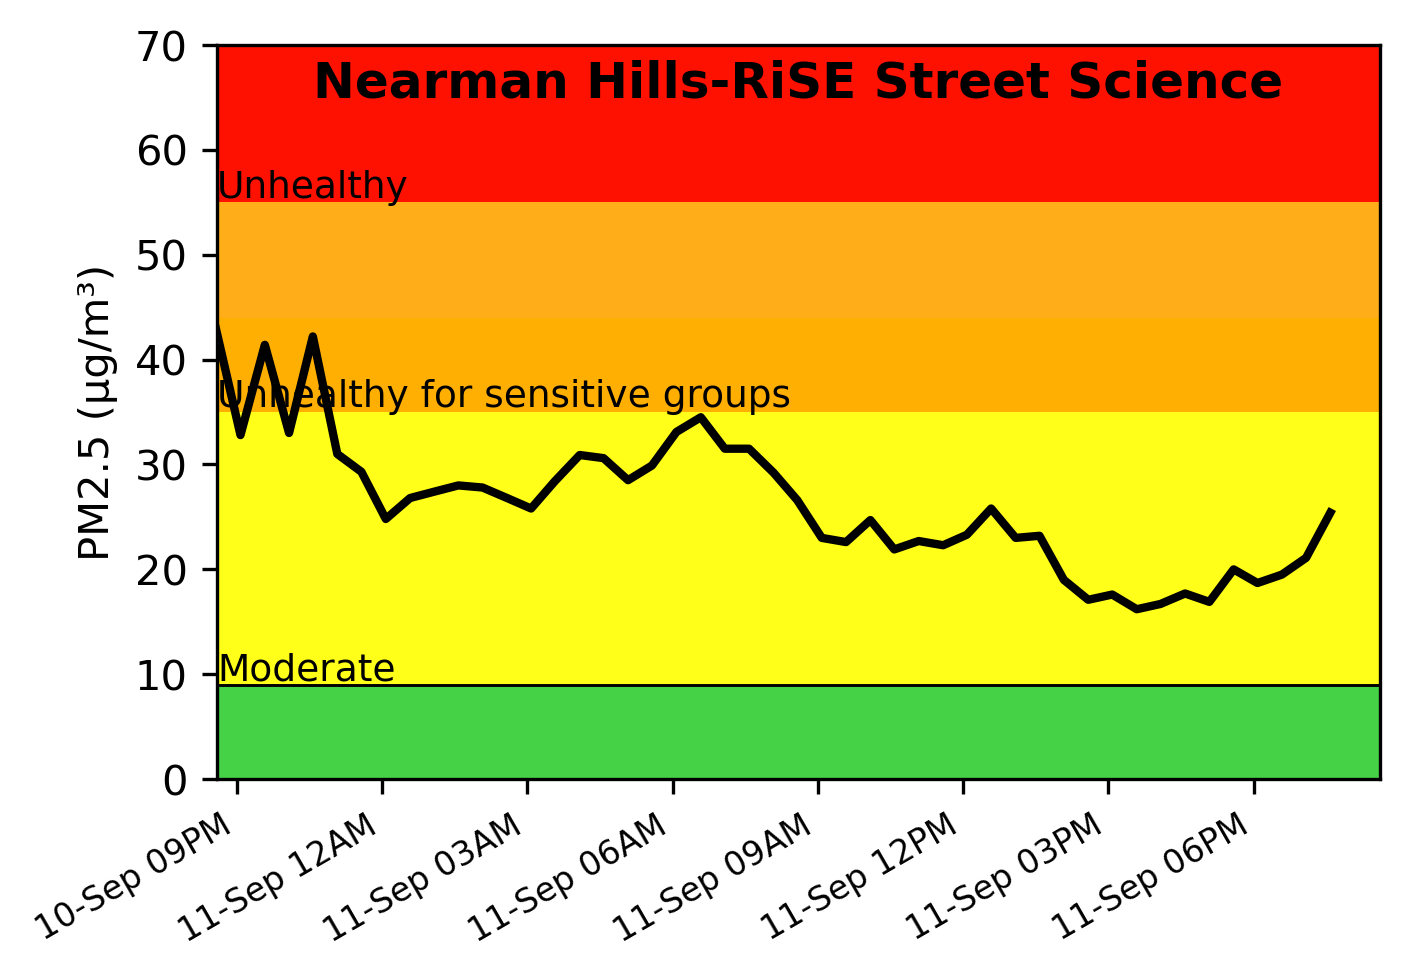 Nearman Hills-RiSE Street Science
70
60
50
40
30
20
10
0
PM2.5 (µg/m³)
Unhealthy
Unhealthy for sensitive groups
Moderate
10-Sep 09PM
11-Sep 12AM
11-Sep 03AM
11-Sep 06AM
11-Sep 09AM
11-Sep 12PM
11-Sep 03PM
11-Sep 06PM